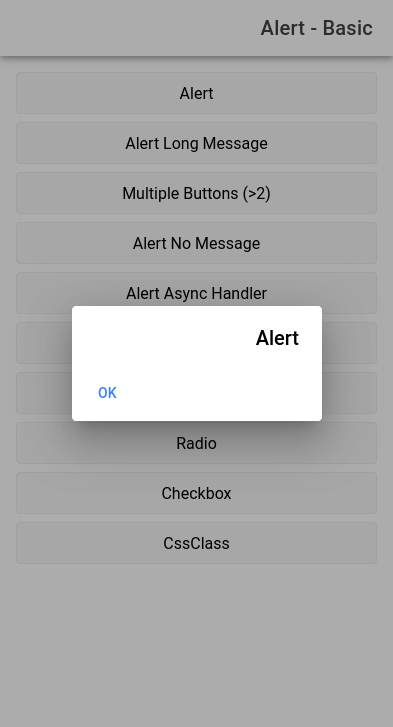 Alert - Basic
Alert
Alert Long Message
Multiple Buttons (>2)
Alert No Message
Alert Async Handler
Alert
OK
Radio
Checkbox
CssClass